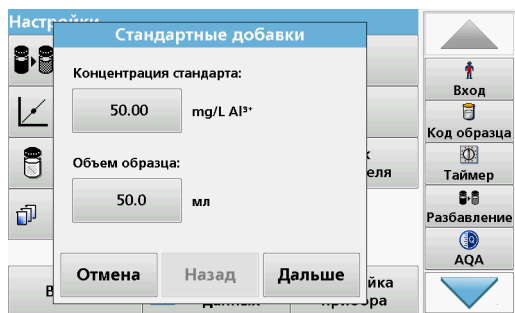 Настройки
Стандартные добавки
Концентрация стандарта:
50.00 mg/L Al³⁺
Объем образца:
50.0 мл
Отмена Назад Дальше
Вход
Код образца
Таймер
Разбавление
AQA